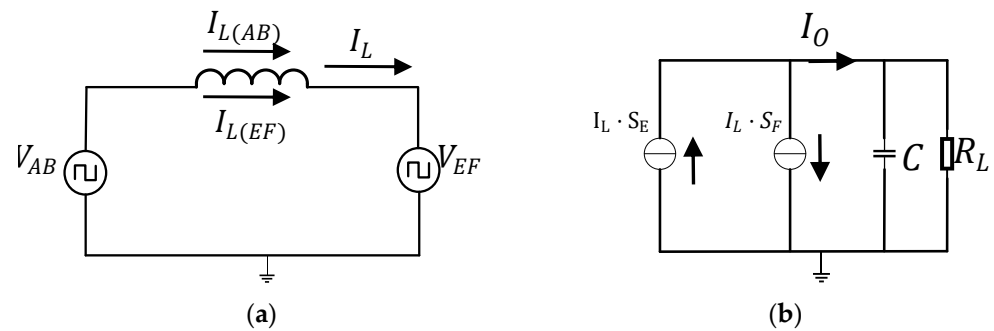 I_{L(AB)}
I_L
I_{L(EF)}
V_{AB}
V_{EF}
(a)
I_O
I_L · S_E
I_L · S_F
C
R_L
(b)